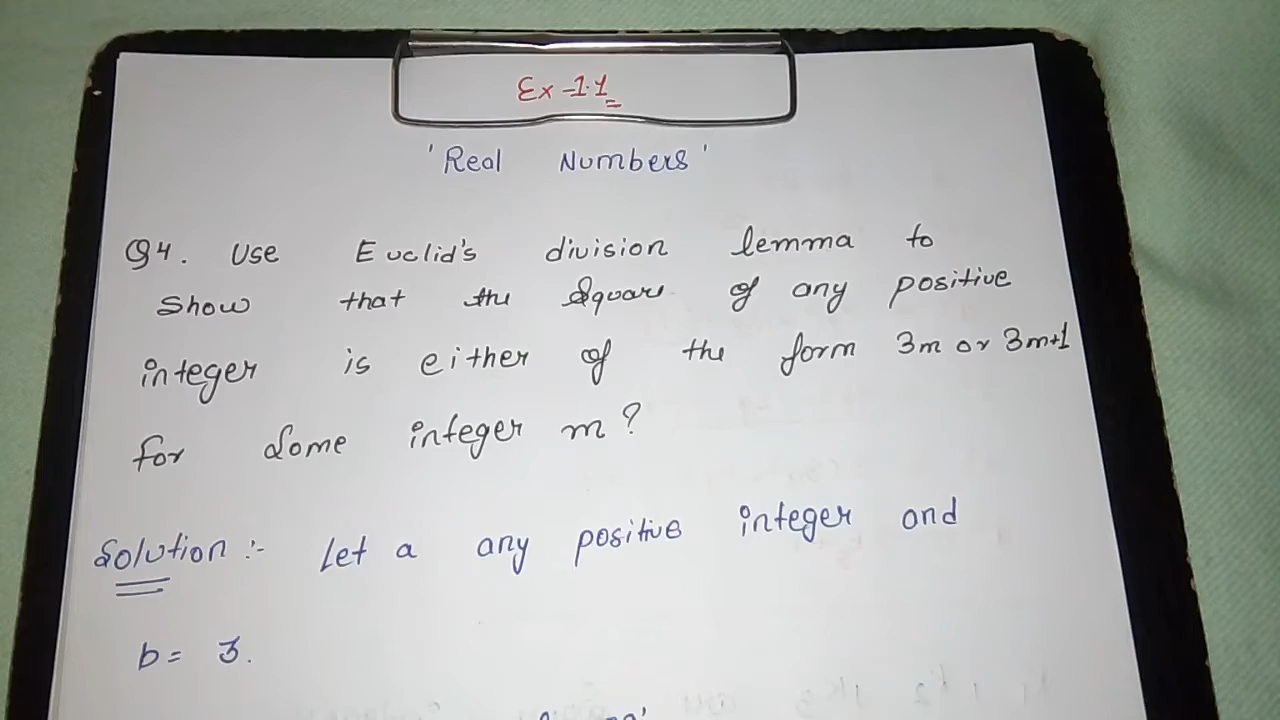 Ex-1.1
'Real Numbers'
Q4. Use Euclid's division lemma to
Show that the Square of any positive
integer is either of the form 3m or 3m+1
for Some integer m?
Solution :- Let a any positive integer and
b = 3.